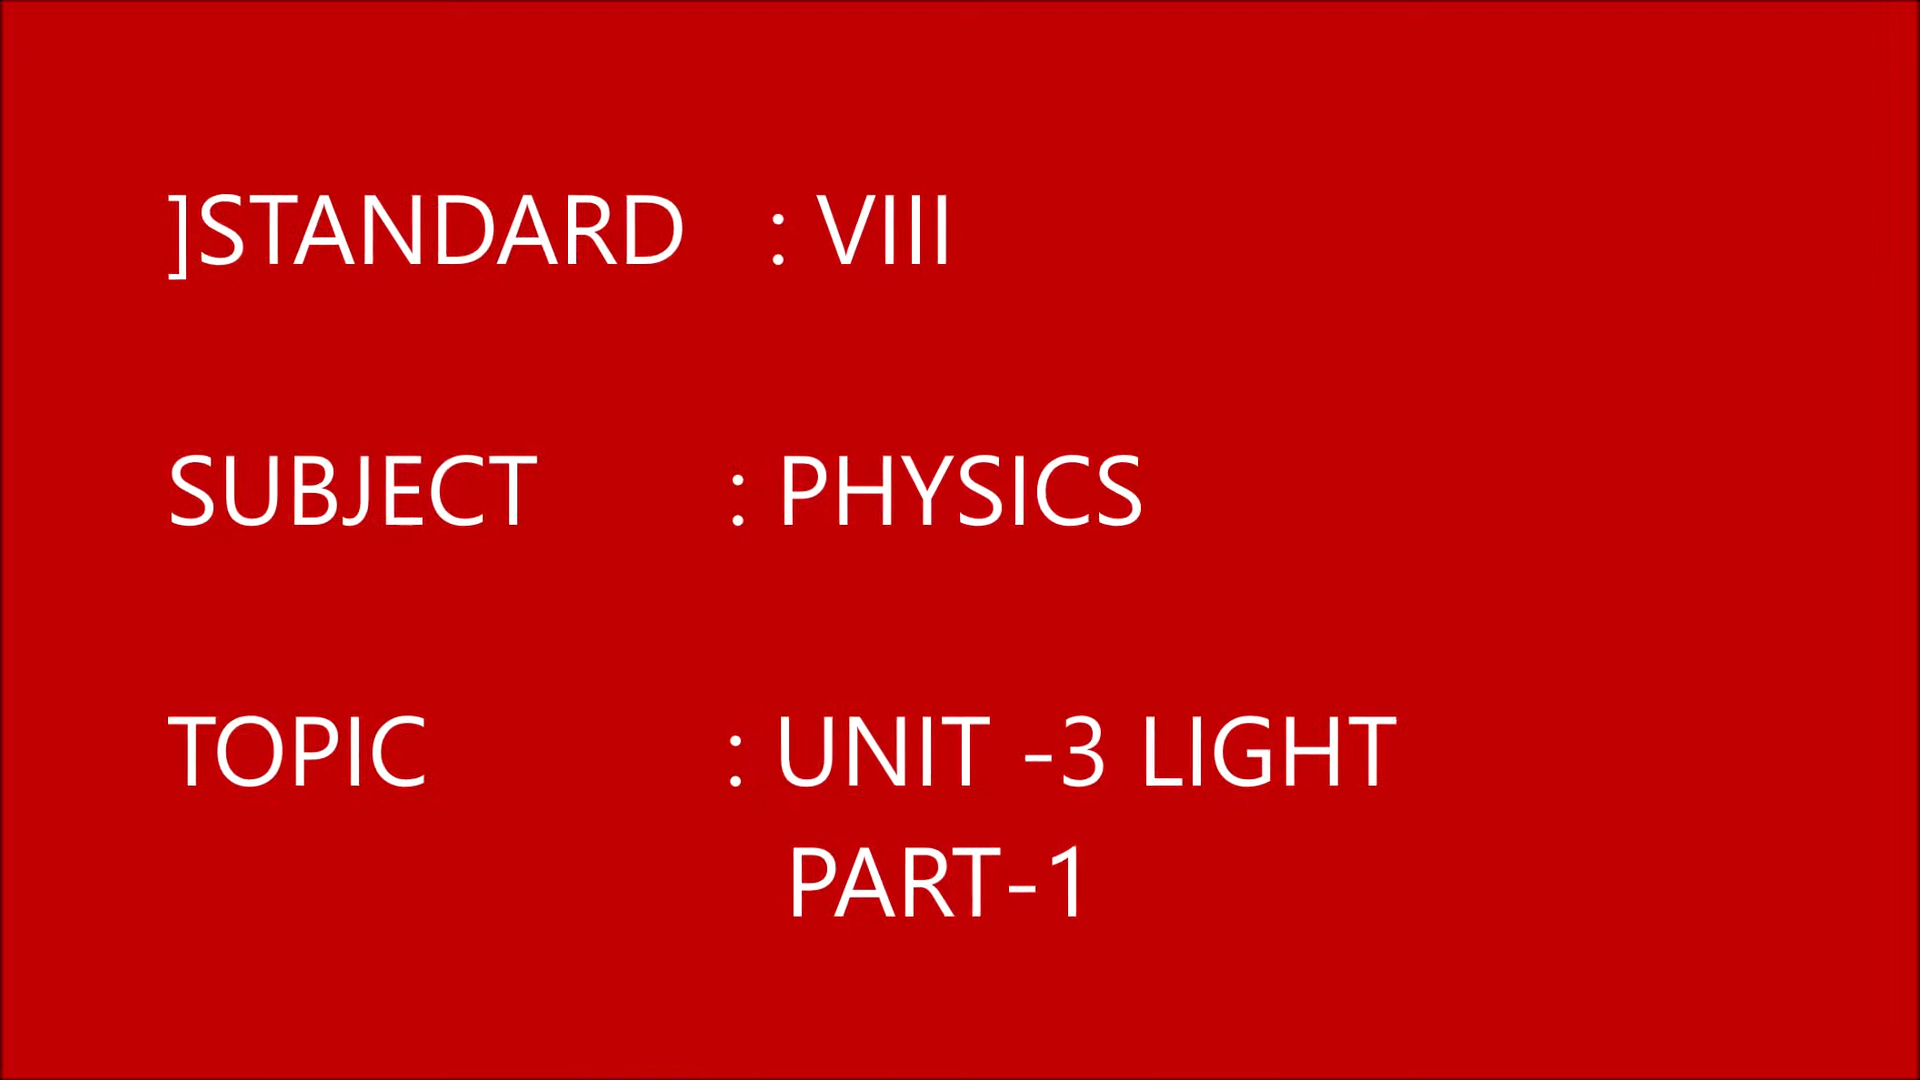 ]STANDARD : VIII
SUBJECT : PHYSICS
TOPIC : UNIT -3 LIGHT
PART-1